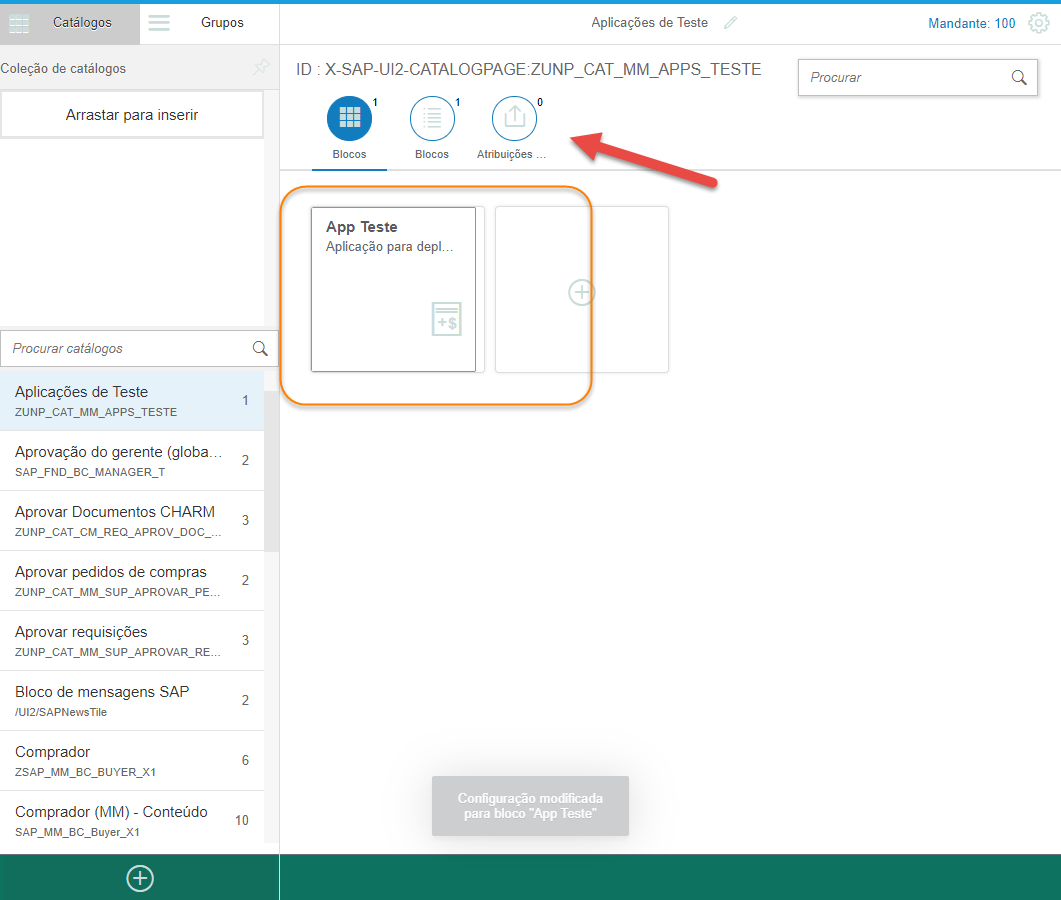 Catálogos
Grupos
Aplicações de Teste
Mandante: 100
Coleção de catálogos
Arrastar para inserir
ID : X-SAP-UI2-CATALOGPAGE:ZUNP_CAT_MM_APPS_TESTE
Procurar
1
1
0
Blocos
Blocos
Atribuições ...
App Teste
Aplicação para depl...
+$
Procurar catálogos
Aplicações de Teste
ZUNP_CAT_MM_APPS_TESTE
1
Aprovação do gerente (globa...
SAP_FND_BC_MANAGER_T
2
Aprovar Documentos CHARM
ZUNP_CAT_CM_REQ_APROV_DOC_...
3
Aprovar pedidos de compras
ZUNP_CAT_MM_SUP_APROVAR_PE...
2
Aprovar requisições
ZUNP_CAT_MM_SUP_APROVAR_RE...
3
Bloco de mensagens SAP
/UI2/SAPNewsTile
2
Comprador
ZSAP_MM_BC_BUYER_X1
6
Comprador (MM) - Conteúdo
SAP_MM_BC_Buyer_X1
10
Configuração modificada
para bloco "App Teste"